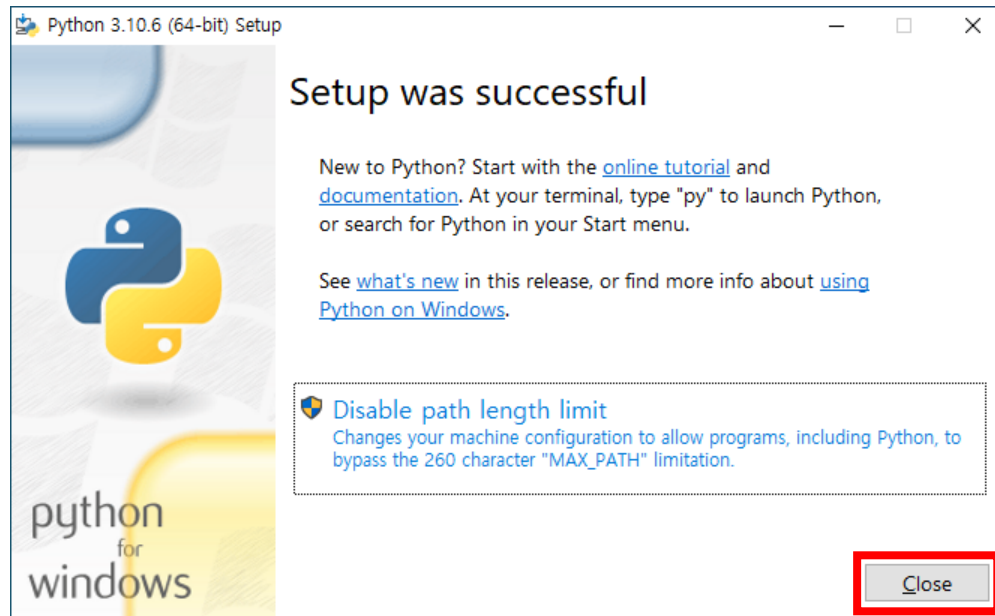 Python 3.10.6 (64-bit) Setup
Setup was successful
New to Python? Start with the online tutorial and
documentation. At your terminal, type "py" to launch Python,
or search for Python in your Start menu.
See what's new in this release, or find more info about using
Python on Windows.
Disable path length limit
Changes your machine configuration to allow programs, including Python, to
bypass the 260 character "MAX_PATH" limitation.
python
for
windows
Close